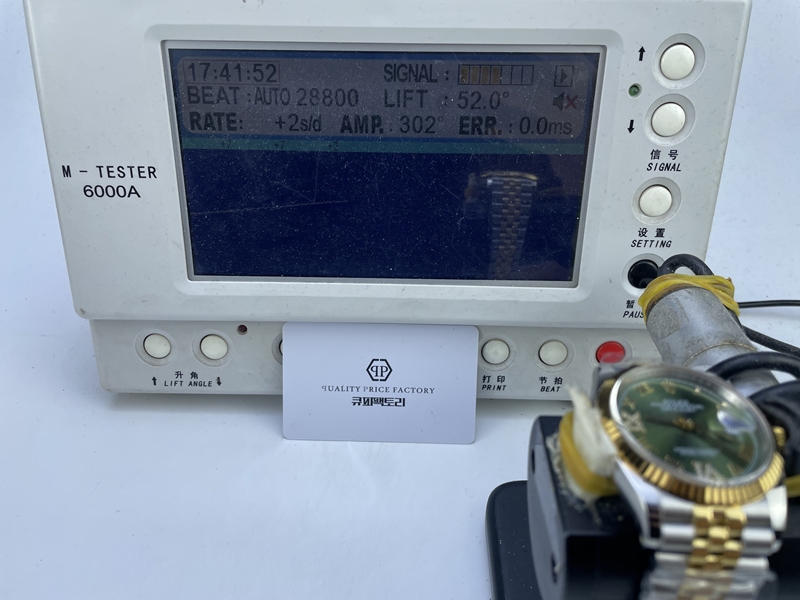 17:41:52 SIGNAL :
BEAT : AUTO 28800 LIFT : 52.0°
RATE: +2s/d AMP. : 302° ERR. : 0.0ms
M - TESTER
6000A
信号
SIGNAL
设置
SETTING
升角
LIFT ANGLE
打印
PRINT
节拍
BEAT
QUALITY PRICE FACTORY
큐피팩토리